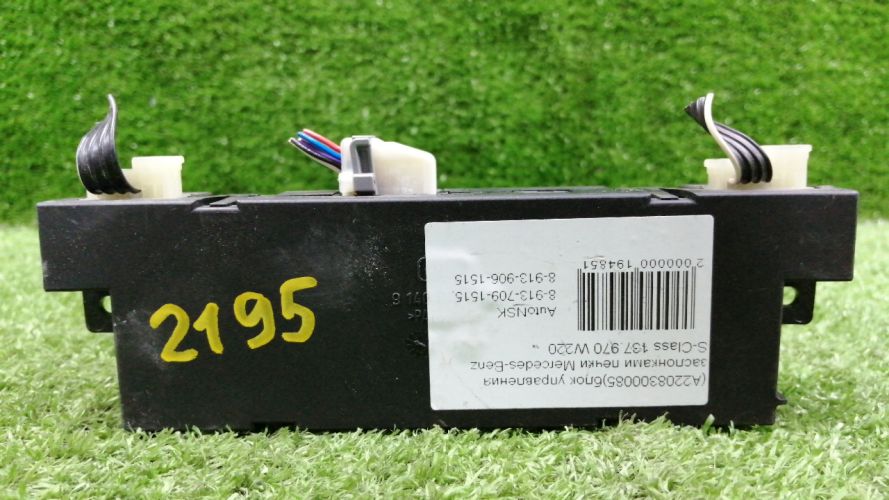 2195
(A2208300085)блок управления
заслонками печки Mercedes-Benz
S-Class 137.970 W220
AutoNSK
8-913-709-1515,
8-913-906-1515
2 000000 194851